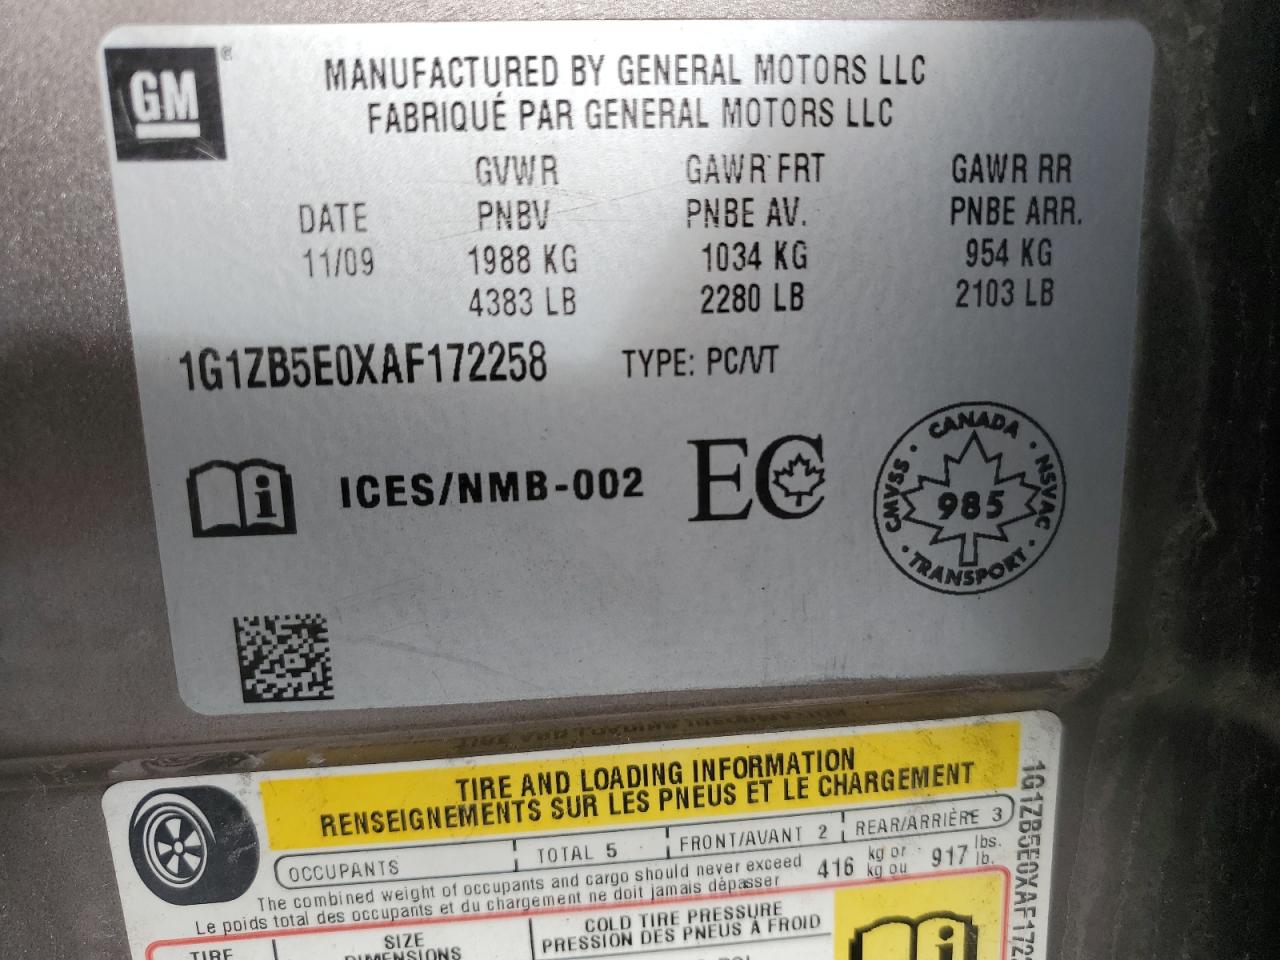 GM®
MANUFACTURED BY GENERAL MOTORS LLC
FABRIQUÉ PAR GENERAL MOTORS LLC
GVWR GAWR FRT GAWR RR
DATE PNBV PNBE AV. PNBE ARR.
11/09 1988 KG 1034 KG 954 KG
4383 LB 2280 LB 2103 LB
1G1ZB5E0XAF172258 TYPE: PC/VT
i ICES/NMB-002 EC
CANADA
CMVSS 985 NSVAC
TRANSPORT
TIRE AND LOADING INFORMATION
RENSEIGNEMENTS SUR LES PNEUS ET LE CHARGEMENT
OCCUPANTS TOTAL 5 FRONT/AVANT 2 REAR/ARRIÈRE 3
The combined weight of occupants and cargo should never exceed 416 kg or 917 lbs.
Le poids total des occupants et du chargement ne doit jamais dépasser kg ou lb.
TIRE SIZE COLD TIRE PRESSURE
DIMENSIONS PRESSION DES PNEUS À FROID
i
1G1ZB5E0XAF172